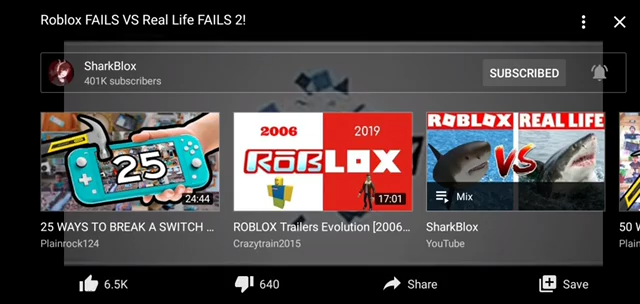 Roblox FAILS VS Real Life FAILS 2!
SharkBlox
401K subscribers
SUBSCRIBED
25
24:44
2006
2019
ROBLOX
17:01
ROBLOX
REAL LIFE
VS
Mix
25 WAYS TO BREAK A SWITCH ...
Plainrock124
ROBLOX Trailers Evolution [2006...
Crazytrain2015
SharkBlox
YouTube
50 W
Plain
6.5K
640
Share
Save